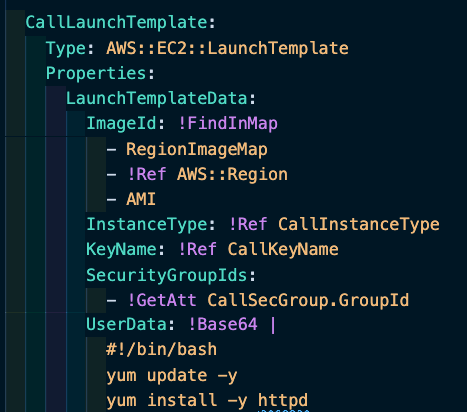 CallLaunchTemplate:
Type: AWS::EC2::LaunchTemplate
Properties:
LaunchTemplateData:
ImageId: !FindInMap
- RegionImageMap
- !Ref AWS::Region
- AMI
InstanceType: !Ref CallInstanceType
KeyName: !Ref CallKeyName
SecurityGroupIds:
- !GetAtt CallSecGroup.GroupId
UserData: !Base64 |
#!/bin/bash
yum update -y
yum install -y httpd